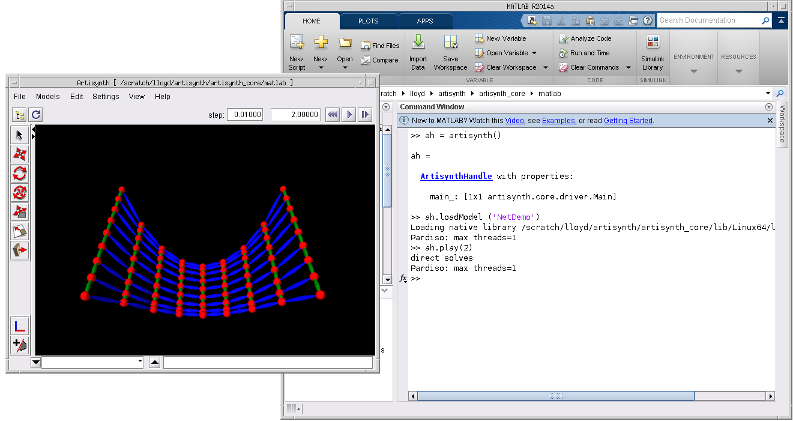 MATLAB R2014a
HOME PLOTS APPS
Search Documentation
New Script
New
Open
Find Files
Compare
Import Data
Save Workspace
New Variable
Open Variable
Clear Workspace
VARIABLE
Analyze Code
Run and Time
Clear Commands
CODE
Simulink Library
SIMULINK
ENVIRONMENT
RESOURCES
ratch lloyd artisynth artisynth_core matlab
Command Window
Workspace
New to MATLAB? Watch this Video, see Examples, or read Getting Started.
>> ah = artisynth()
ah =
ArtisynthHandle with properties:
main_: [1x1 artisynth.core.driver.Main]
>> ah.loadModel ('NetDemo')
Loading native library /scratch/lloyd/artisynth/artisynth_core/lib/Linux64/l
Pardiso: max threads=1
>> ah.play(2)
direct solves
Pardiso: max threads=1
fx >>
Artisynth [ /scratch/lloyd/artisynth/artisynth_core/matlab ]
File Models Edit Settings View Help
step: 0.01000 2.00000